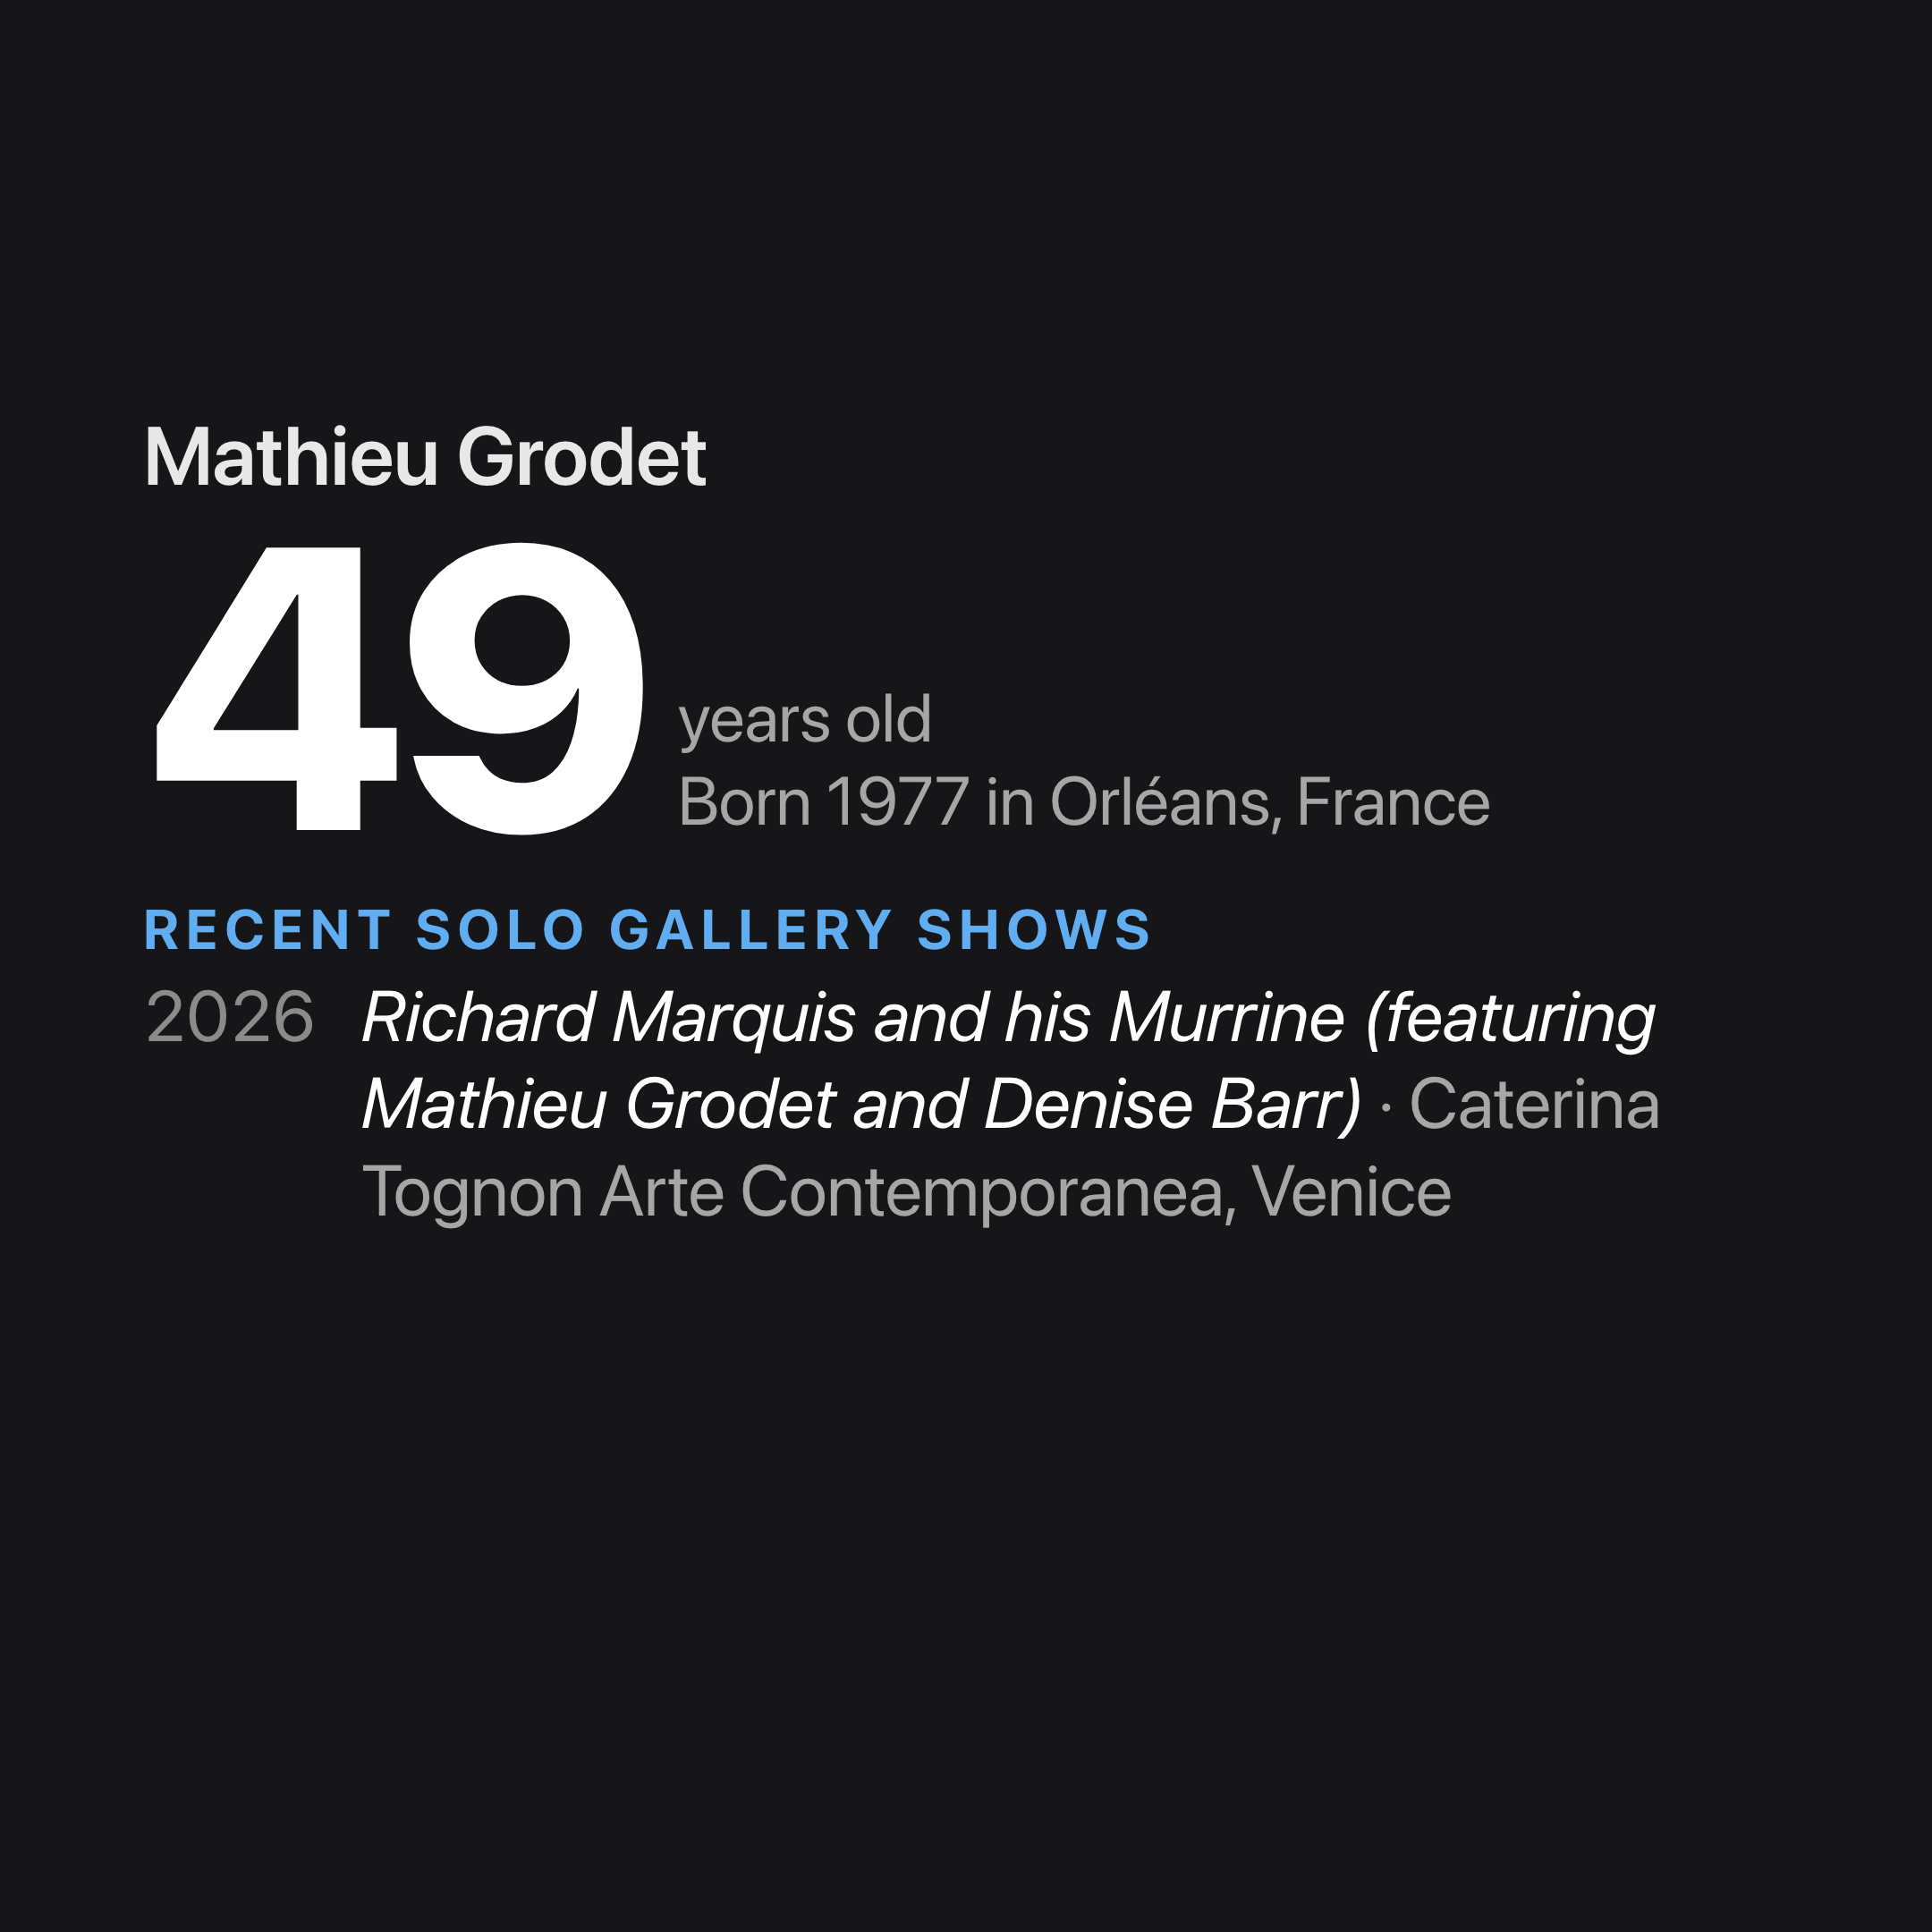 Mathieu Grodet
49
years old
Born 1977 in Orléans, France
RECENT SOLO GALLERY SHOWS
2026 Richard Marquis and his Murrine (featuring
Mathieu Grodet and Denise Barr) · Caterina
Tognon Arte Contemporanea, Venice